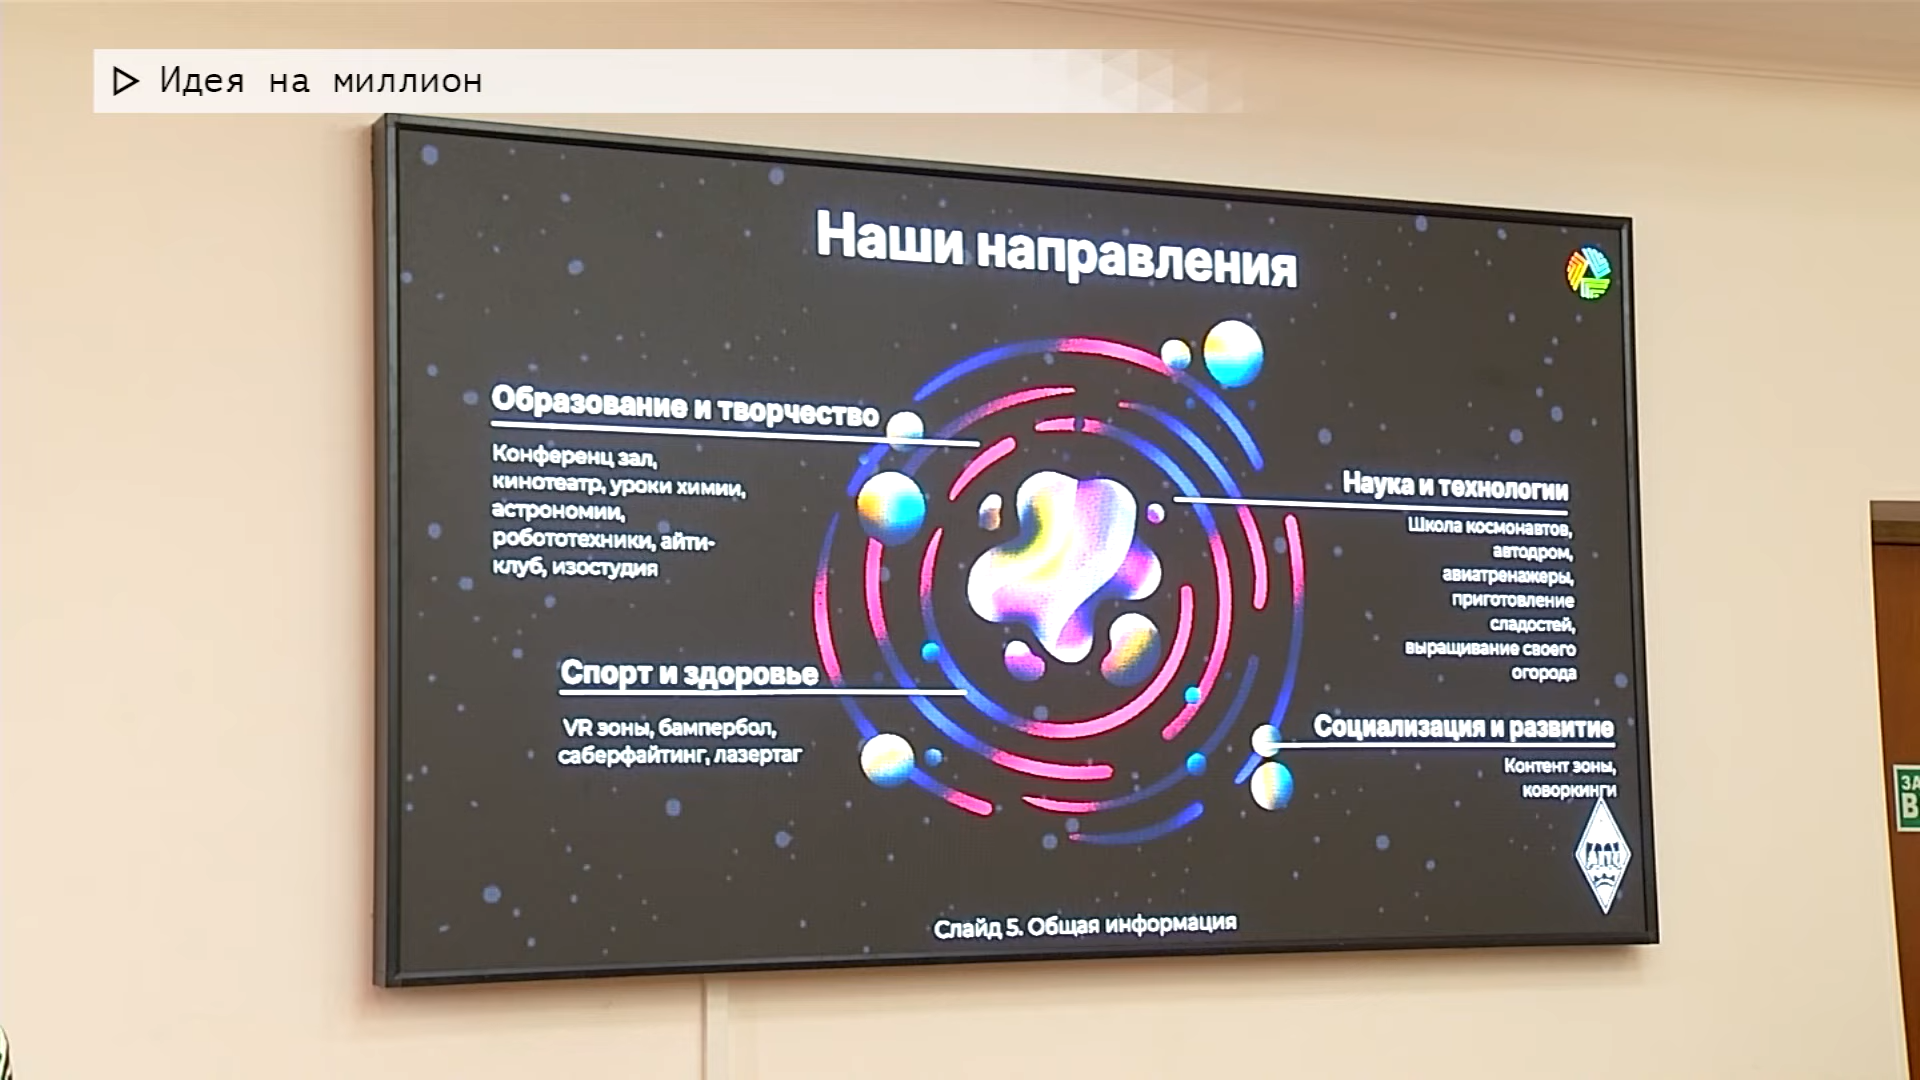 Идея на миллион
Наши направления
Образование и творчество
Конференц зал,
кинотеатр, уроки химии,
астрономии,
робототехники, айти-
клуб, изостудия
Наука и технологии
Школа космонавтов,
автодром,
авиатренажеры,
приготовление
сладостей,
выращивание своего
огорода
Спорт и здоровье
VR зоны, бампербол,
саберфайтинг, лазертаг
Социализация и развитие
Контент зоны,
коворкинги
Слайд 5. Общая информация